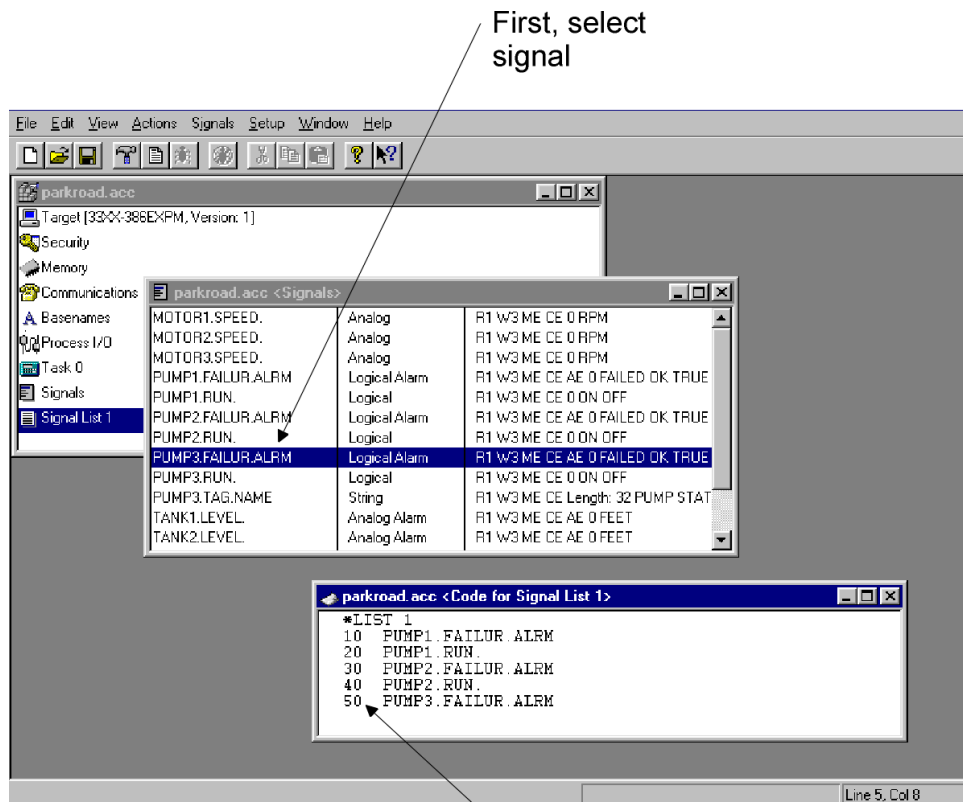 First, select
signal
File Edit View Actions Signals Setup Window Help
parkroad.acc
Target [33XX-386EXPM, Version: 1]
Security
Memory
Communications
Basenames
Process I/O
Task 0
Signals
Signal List 1
parkroad.acc <Signals>
MOTOR1.SPEED. Analog R1 W3 ME CE 0 RPM
MOTOR2.SPEED. Analog R1 W3 ME CE 0 RPM
MOTOR3.SPEED. Analog R1 W3 ME CE 0 RPM
PUMP1.FAILUR.ALRM Logical Alarm R1 W3 ME CE AE 0 FAILED OK TRUE
PUMP1.RUN. Logical R1 W3 ME CE 0 ON OFF
PUMP2.FAILUR.ALRM Logical Alarm R1 W3 ME CE AE 0 FAILED OK TRUE
PUMP2.RUN. Logical R1 W3 ME CE 0 ON OFF
PUMP3.FAILUR.ALRM Logical Alarm R1 W3 ME CE AE 0 FAILED OK TRUE
PUMP3.RUN. Logical R1 W3 ME CE 0 ON OFF
PUMP3.TAG.NAME String R1 W3 ME CE Length: 32 PUMP STAT
TANK1.LEVEL. Analog Alarm R1 W3 ME CE AE 0 FEET
TANK2.LEVEL. Analog Alarm R1 W3 ME CE AE 0 FEET
parkroad.acc <Code for Signal List 1>
*LIST 1
10 PUMP1.FAILUR.ALRM
20 PUMP1.RUN.
30 PUMP2.FAILUR.ALRM
40 PUMP2.RUN.
50 PUMP3.FAILUR.ALRM
Line 5, Col 8